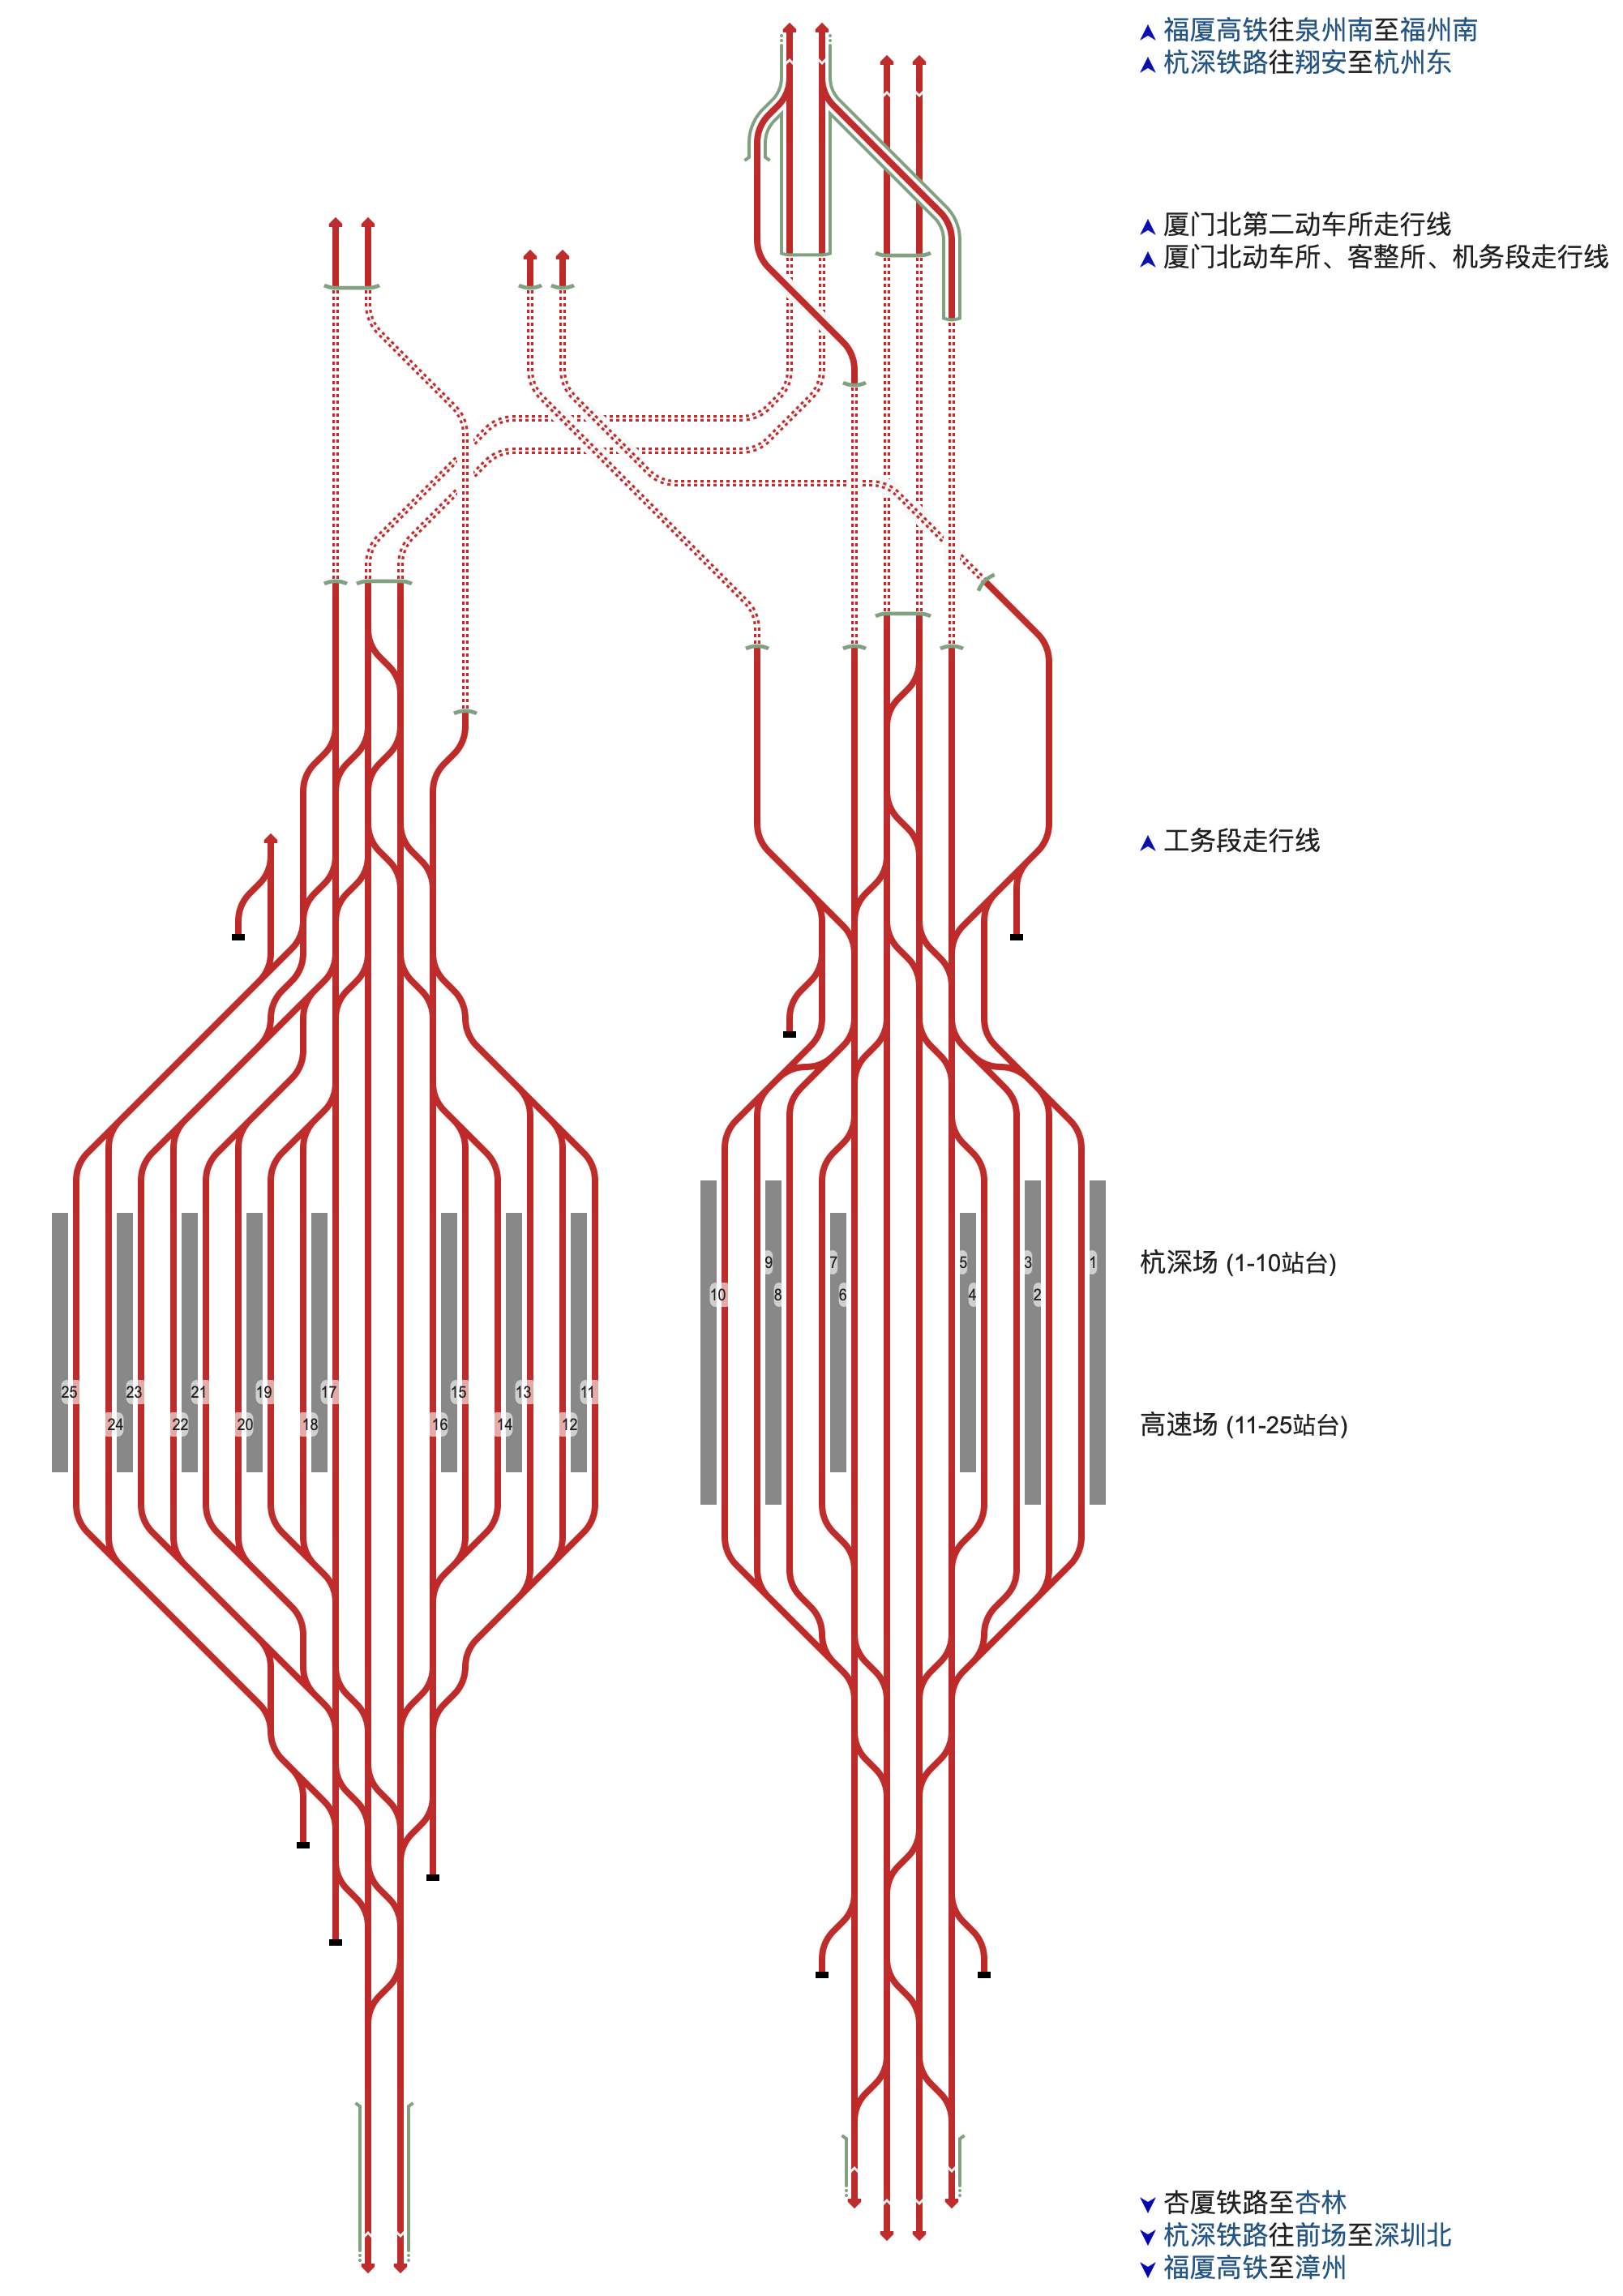 福厦高铁往泉州南至福州南
杭深铁路往翔安至杭州东
厦门北第二动车所走行线
厦门北动车所、客整所、机务段走行线
工务段走行线
杭深场 (1-10站台)
9 7 5 3 1
10 8 6 4 2
25 23 21 19 17 15 13 11
高速场 (11-25站台)
24 22 20 18 16 14 12
杏厦铁路至杏林
杭深铁路往前场至深圳北
福厦高铁至漳州